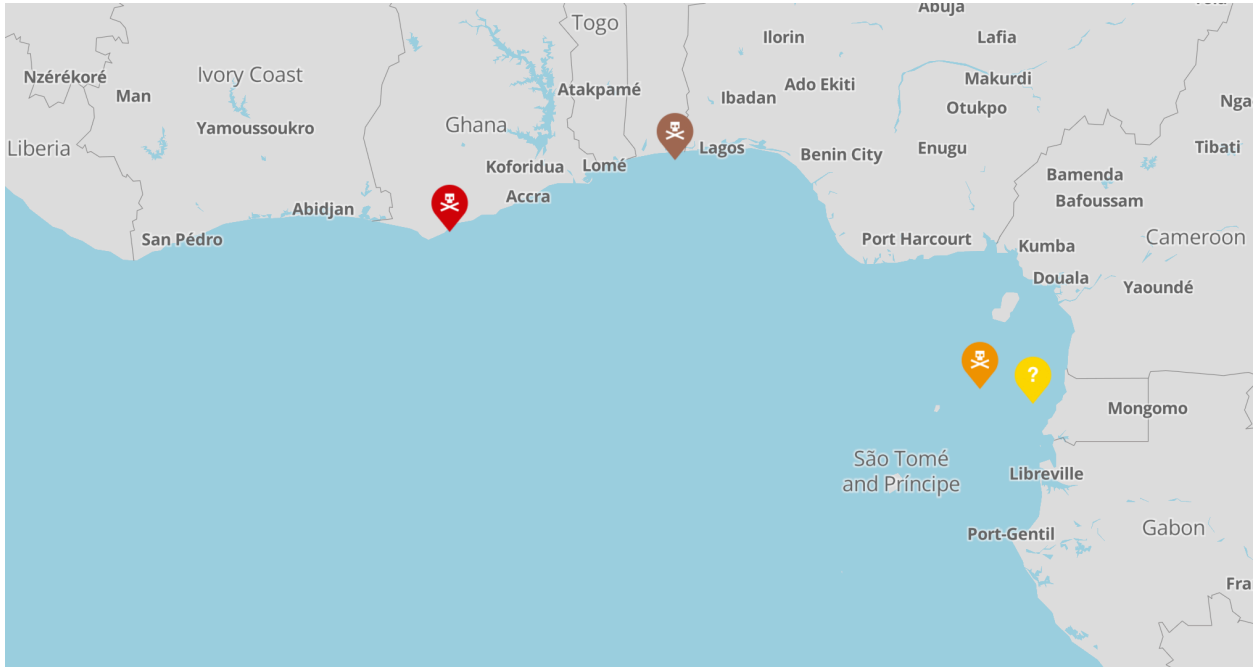 Abuja
Togo
Ilorin
Lafia
Nzérékoré
Ivory Coast
Makurdi
Ado Ekiti
Atakpamé
Man
Ibadan
Otukpo
Nga
Yamoussoukro
Ghana
Liberia
Lagos
Enugu
Tibati
Benin City
Koforidua
Lomé
Bamenda
Accra
Bafoussam
Abidjan
San Pédro
Port Harcourt
Cameroon
Kumba
Douala
Yaoundé
?
Mongomo
São Tomé
and Príncipe
Libreville
Port-Gentil
Gabon
Fra